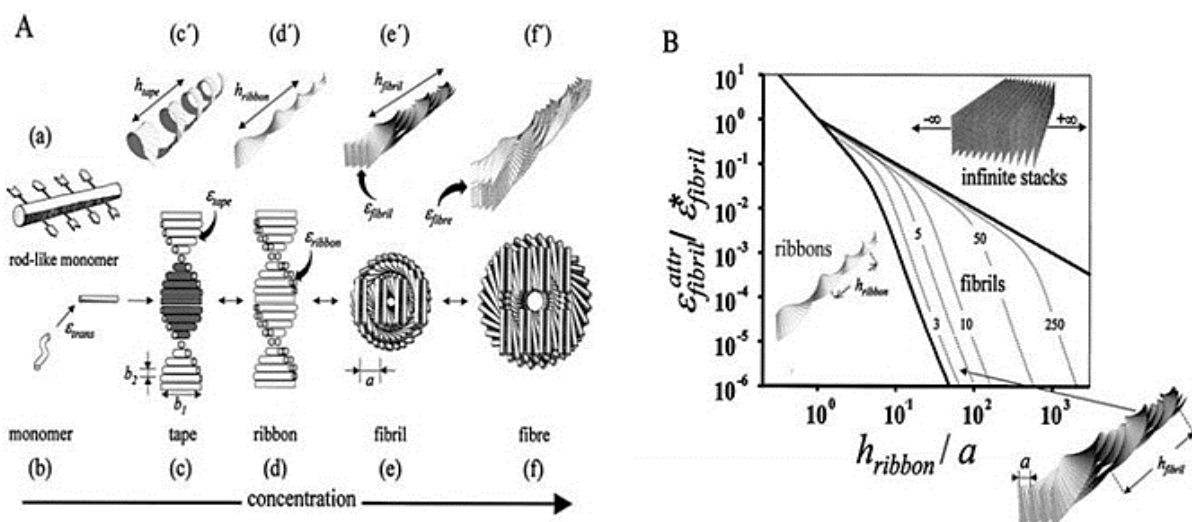 A
(c′) (d′) (e′) (f′)
h_tape h_ribbon h_fibril
(a)
ε_fibril ε_fibre
rod-like monomer
ε_tape ε_ribbon
ε_trans
b_2
b_1
a
monomer tape ribbon fibril fibre
(b) (c) (d) (e) (f)
concentration
B
ε^attr_fibril / ε^*_fibril
10^1
10^0
10^-1
10^-2
10^-3
10^-4
10^-5
10^-6
-∞ +∞
infinite stacks
ribbons
h_ribbon
fibrils
5 50
3 10 250
10^0 10^1 10^2 10^3
h_ribbon / a
a
h_fibril